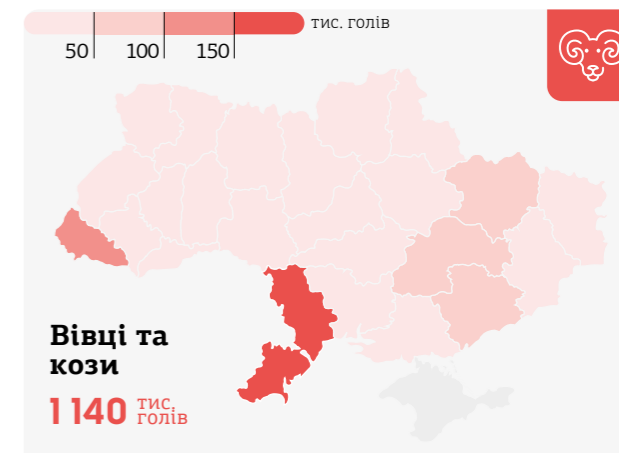 тис. голів
50 100 150
Вівці та
кози
1 140 тис.
голів